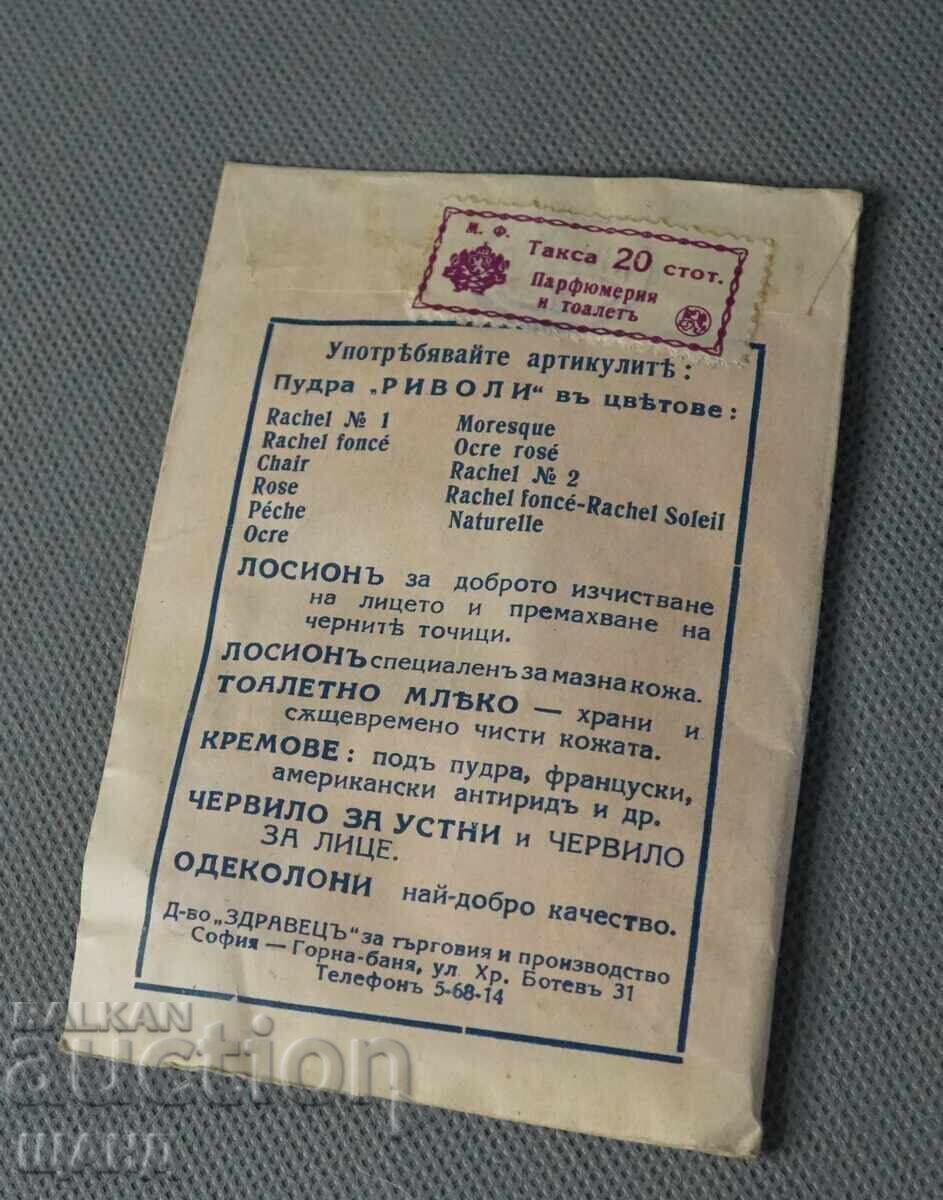 М. Ф.
Такса 20 стот.
Парфюмерия
и тоалетъ
Употрѣбявайте артикулитѣ:
Пудра „РИВОЛИ“ въ цвѣтове:
Rachel № 1 Moresque
Rachel foncé Ocre rosé
Chair Rachel № 2
Rose Rachel foncé-Rachel Soleil
Péche Naturelle
Ocre
ЛОСИОНЪ за доброто изчистване
на лицето и премахване на
чернитѣ точици.
ЛОСИОНЪ специаленъ за мазна кожа.
ТОАЛЕТНО МЛѢКО — храни и
сѫщевремено чисти кожата.
КРЕМОВЕ: подъ пудра, француски,
американски антиридъ и др.
ЧЕРВИЛО ЗА УСТНИ и ЧЕРВИЛО
ЗА ЛИЦЕ.
ОДЕКОЛОНИ най-добро качество.
Д-во „ЗДРАВЕЦЪ“ за търговия и производство
София — Горна-баня, ул. Хр. Ботевъ 31
Телефонъ 5-68-14
BALKAN
auction
ЩАНД